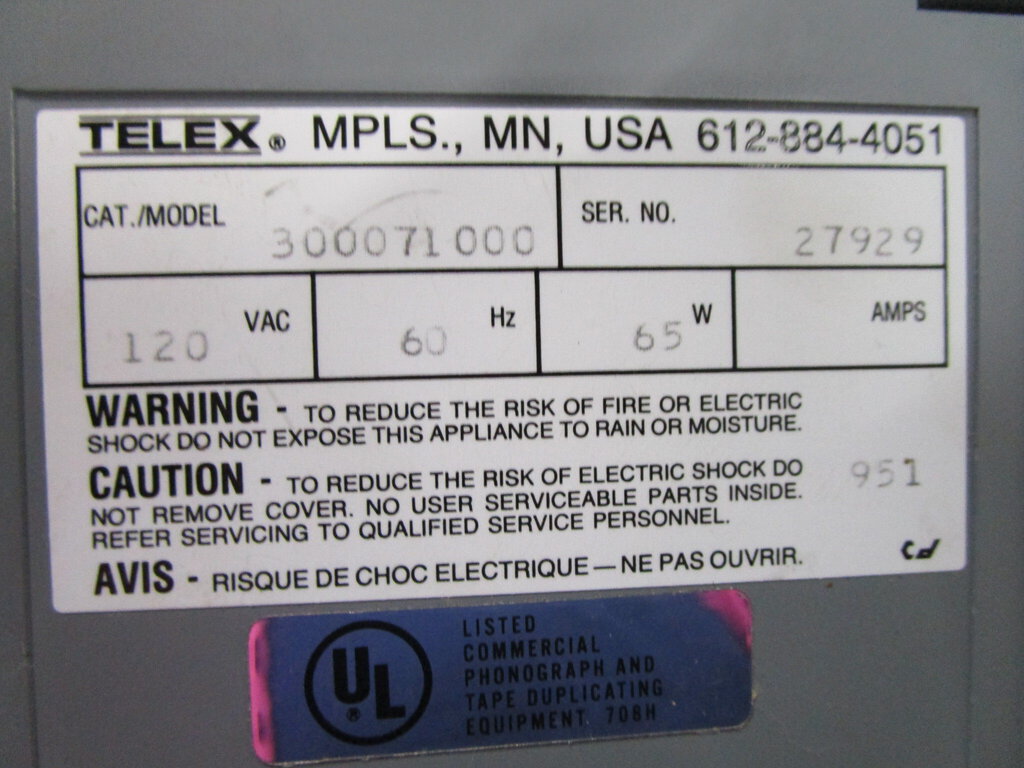 TELEX® MPLS., MN, USA 612-884-4051
CAT./MODEL 300071000
SER. NO. 27929
120 VAC
60 Hz
65 W
AMPS
WARNING - TO REDUCE THE RISK OF FIRE OR ELECTRIC
SHOCK DO NOT EXPOSE THIS APPLIANCE TO RAIN OR MOISTURE.
CAUTION - TO REDUCE THE RISK OF ELECTRIC SHOCK DO
NOT REMOVE COVER. NO USER SERVICEABLE PARTS INSIDE.
REFER SERVICING TO QUALIFIED SERVICE PERSONNEL.
951
AVIS - RISQUE DE CHOC ELECTRIQUE — NE PAS OUVRIR.
Cd
UL®
LISTED
COMMERCIAL
PHONOGRAPH AND
TAPE DUPLICATING
EQUIPMENT 708H